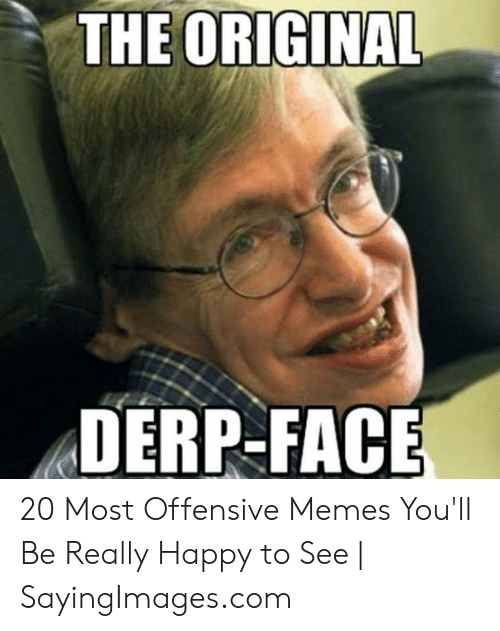 THE ORIGINAL
DERP-FACE
20 Most Offensive Memes You'll
Be Really Happy to See |
SayingImages.com